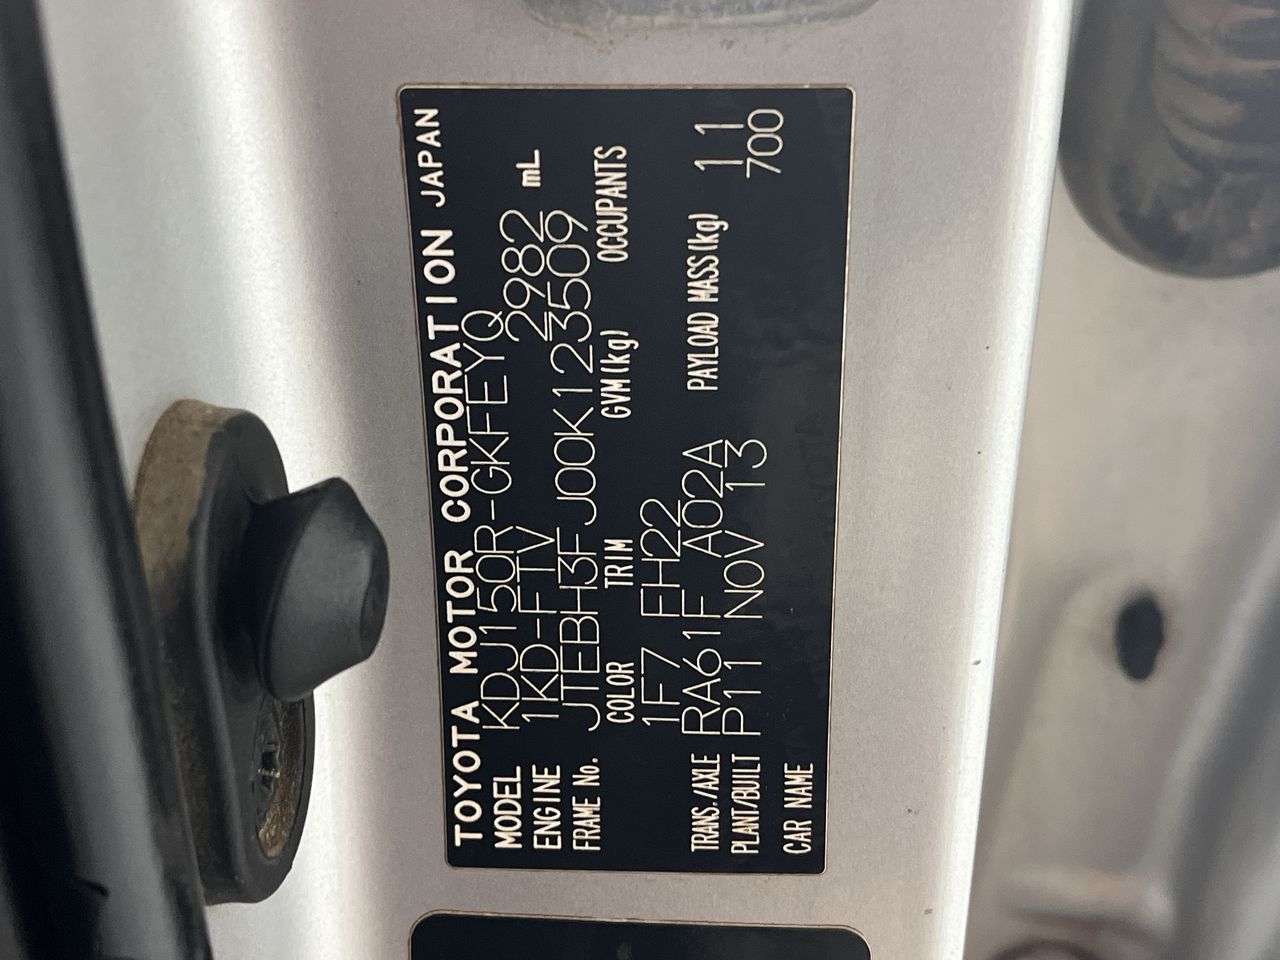 TOYOTA MOTOR CORPORATION JAPAN
MODEL KDJ150R-GKFEYQ
ENGINE 1KD-FTV 2982 mL
FRAME No. JTEBH3FJ00K123509
COLOR TRIM GVM(kg) OCCUPANTS
1F7 FH22 11
TRANS./AXLE RA61F A02A PAYLOAD MASS(kg) 700
PLANT/BUILT P11 NOV 13
CAR NAME